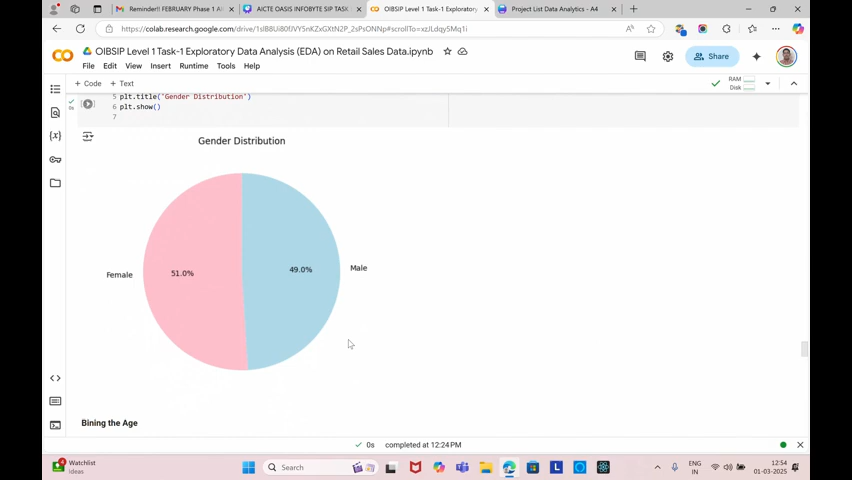 Reminder!! FEBRUARY Phase 1 Al
AICTE OASIS INFOBYTE SIP TASK
OIBSIP Level 1 Task-1 Exploratory
Project List Data Analytics - A4
https://colab.research.google.com/drive/
OIBSIP Level 1 Task-1 Exploratory Data Analysis (EDA) on Retail Sales Data.ipynb
Share
File Edit View Insert Runtime Tools Help
+ Code + Text
RAM
Disk
5 plt.title('Gender Distribution')
0s
6 plt.show()
7
Gender Distribution
Female
51.0%
49.0%
Male
Bining the Age
0s completed at 12:24 PM
Watchlist
Ideas
Search
ENG
IN
12:54
01-03-2025